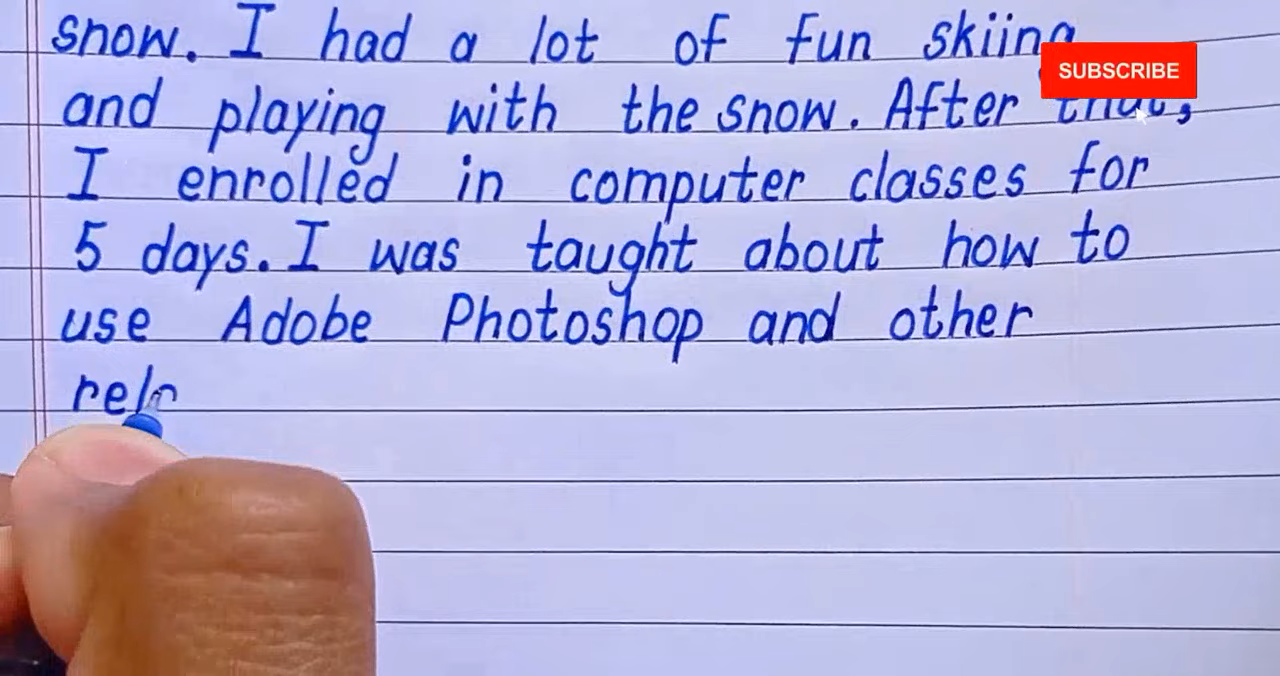 snow. I had a lot of fun skiing
SUBSCRIBE
and playing with the snow. After that,
I enrolled in computer classes for
5 days. I was taught about how to
use Adobe Photoshop and other